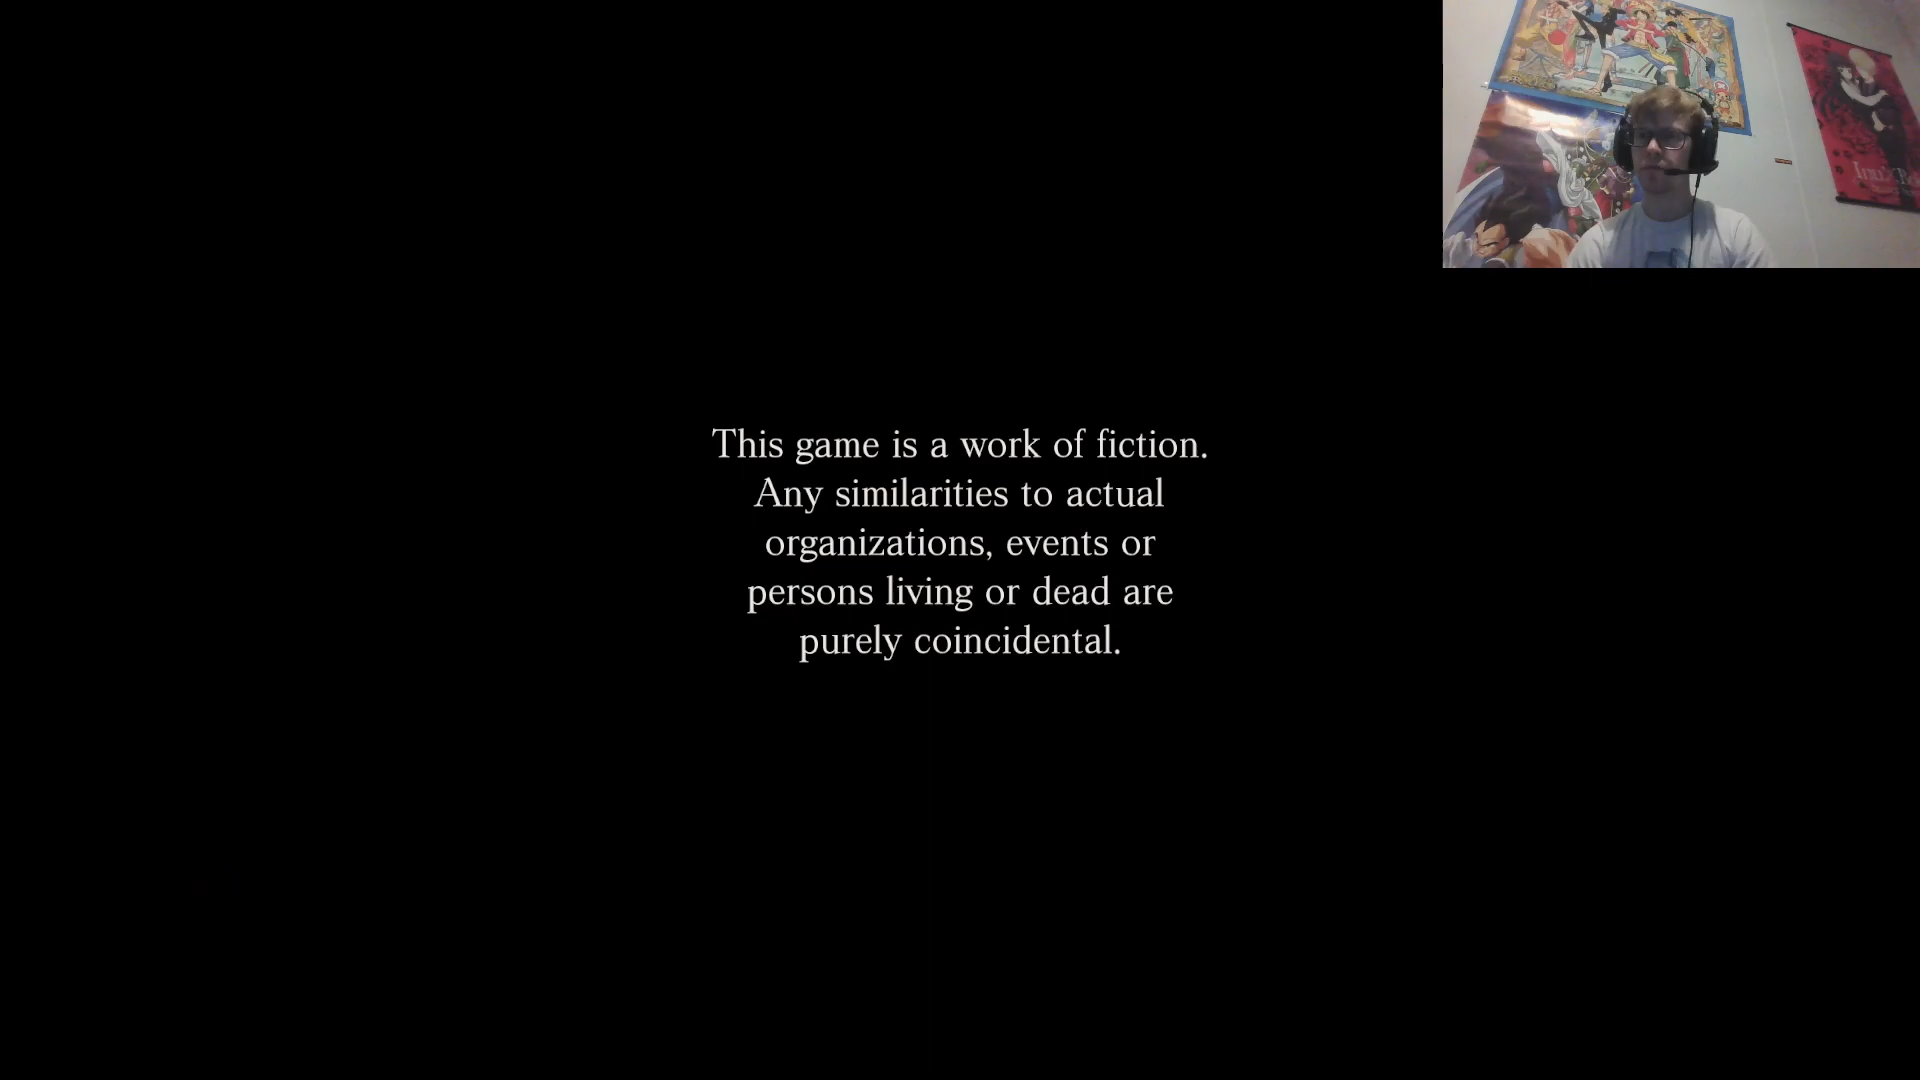 This game is a work of fiction.
Any similarities to actual
organizations, events or
persons living or dead are
purely coincidental.